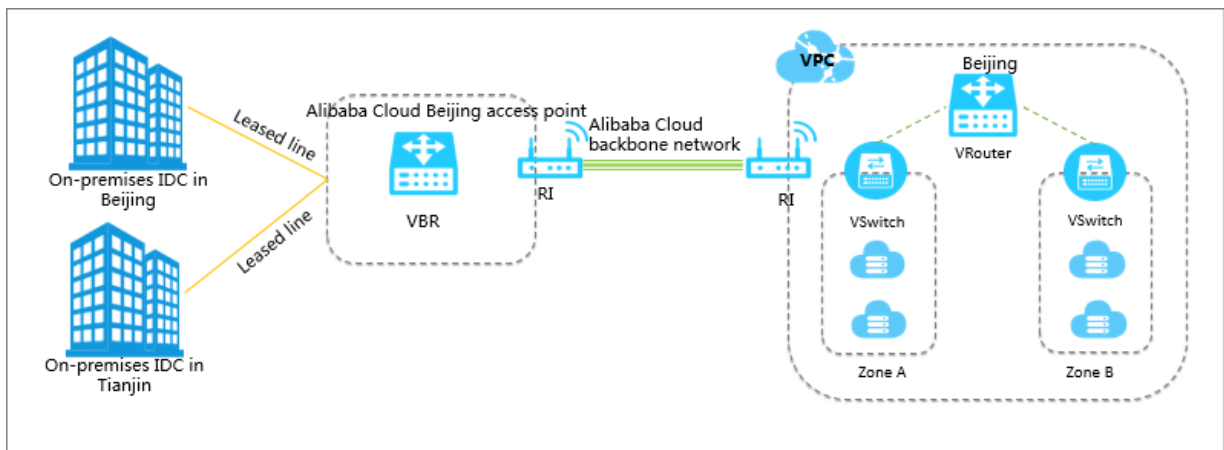 On-premises IDC in
Beijing
Leased line
Leased line
On-premises IDC in
Tianjin
Alibaba Cloud Beijing access point
VBR
RI
Alibaba Cloud
backbone network
RI
VPC
Beijing
VRouter
VSwitch
VSwitch
Zone A
Zone B